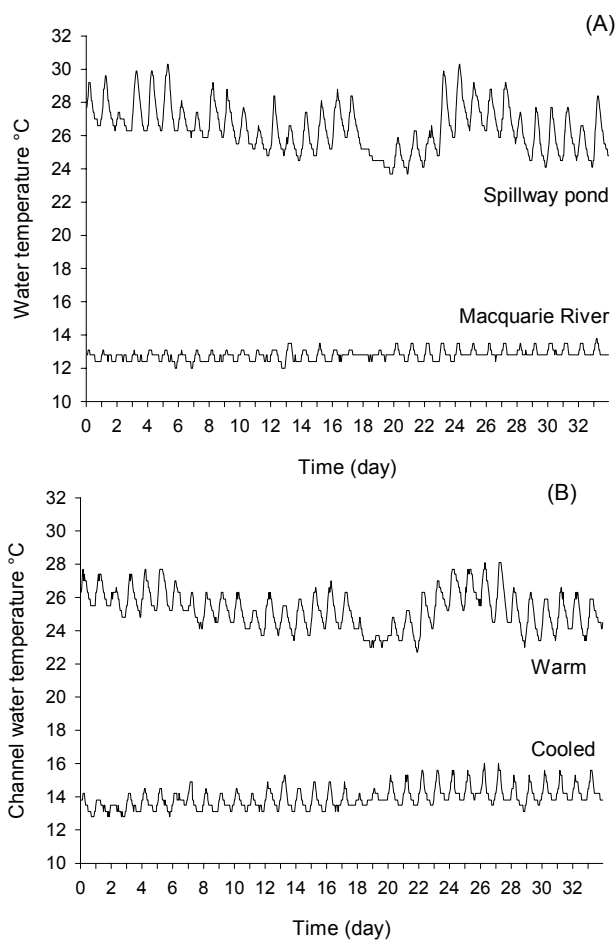 (A)
Water temperature °C
32
30
28
26
24
22
20
18
16
14
12
10
Spillway pond
Macquarie River
0 2 4 6 8 10 12 14 16 18 20 22 24 26 28 30 32
Time (day)
(B)
Channel water temperature °C
32
30
28
26
24
22
20
18
16
14
12
10
Warm
Cooled
0 2 4 6 8 10 12 14 16 18 20 22 24 26 28 30 32
Time (day)